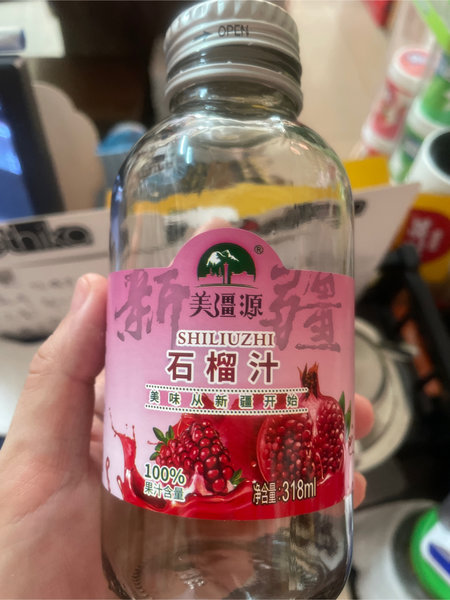 OPEN
®
美疆源
新疆
SHILIUZHI
石榴汁
美味从新疆开始
100%
果汁含量
净含量:318ml